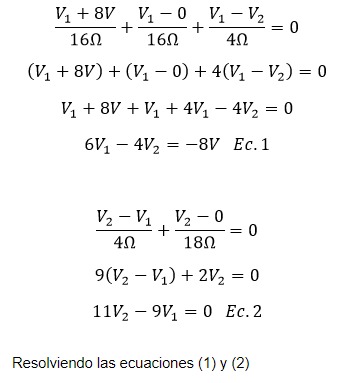 (V₁ + 8V)/16Ω + (V₁ − 0)/16Ω + (V₁ − V₂)/4Ω = 0
(V₁ + 8V) + (V₁ − 0) + 4(V₁ − V₂) = 0
V₁ + 8V + V₁ + 4V₁ − 4V₂ = 0
6V₁ − 4V₂ = −8V Ec. 1
(V₂ − V₁)/4Ω + (V₂ − 0)/18Ω = 0
9(V₂ − V₁) + 2V₂ = 0
11V₂ − 9V₁ = 0 Ec. 2
Resolviendo las ecuaciones (1) y (2)